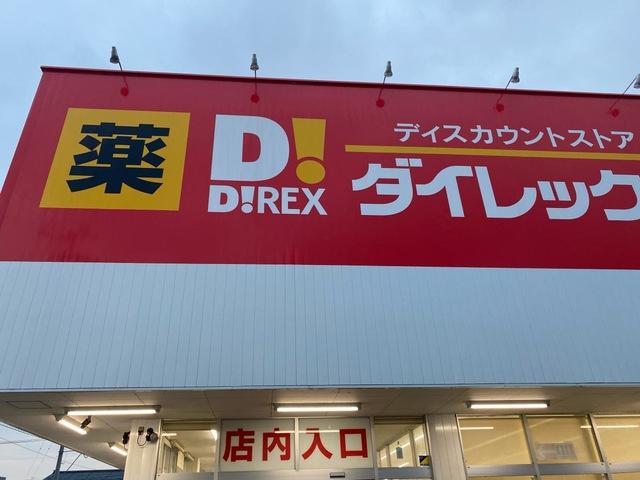 薬
D!
D!REX
ディスカウントストア
ダイレック
店内入口